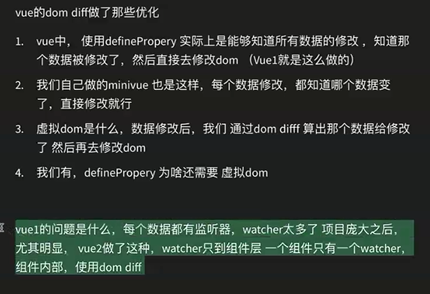 vue的dom diff做了那些优化
1. vue中， 使用definePropery 实际上是能够知道所有数据的修改 ，知道那
个数据被修改了，然后直接去修改dom （Vue1就是这么做的）
2. 我们自己做的minivue 也是这样，每个数据修改，都知道哪个数据变
了，直接修改就行
3. 虚拟dom是什么，数据修改后，我们 通过dom difff 算出那个数据给修改
了 然后再去修改dom
4. 我们有，definePropery 为啥还需要 虚拟dom
vue1的问题是什么，每个数据都有监听器，watcher太多了 项目庞大之后，
尤其明显， vue2做了这种，watcher只到组件层 一个组件只有一个watcher，
组件内部，使用dom diff